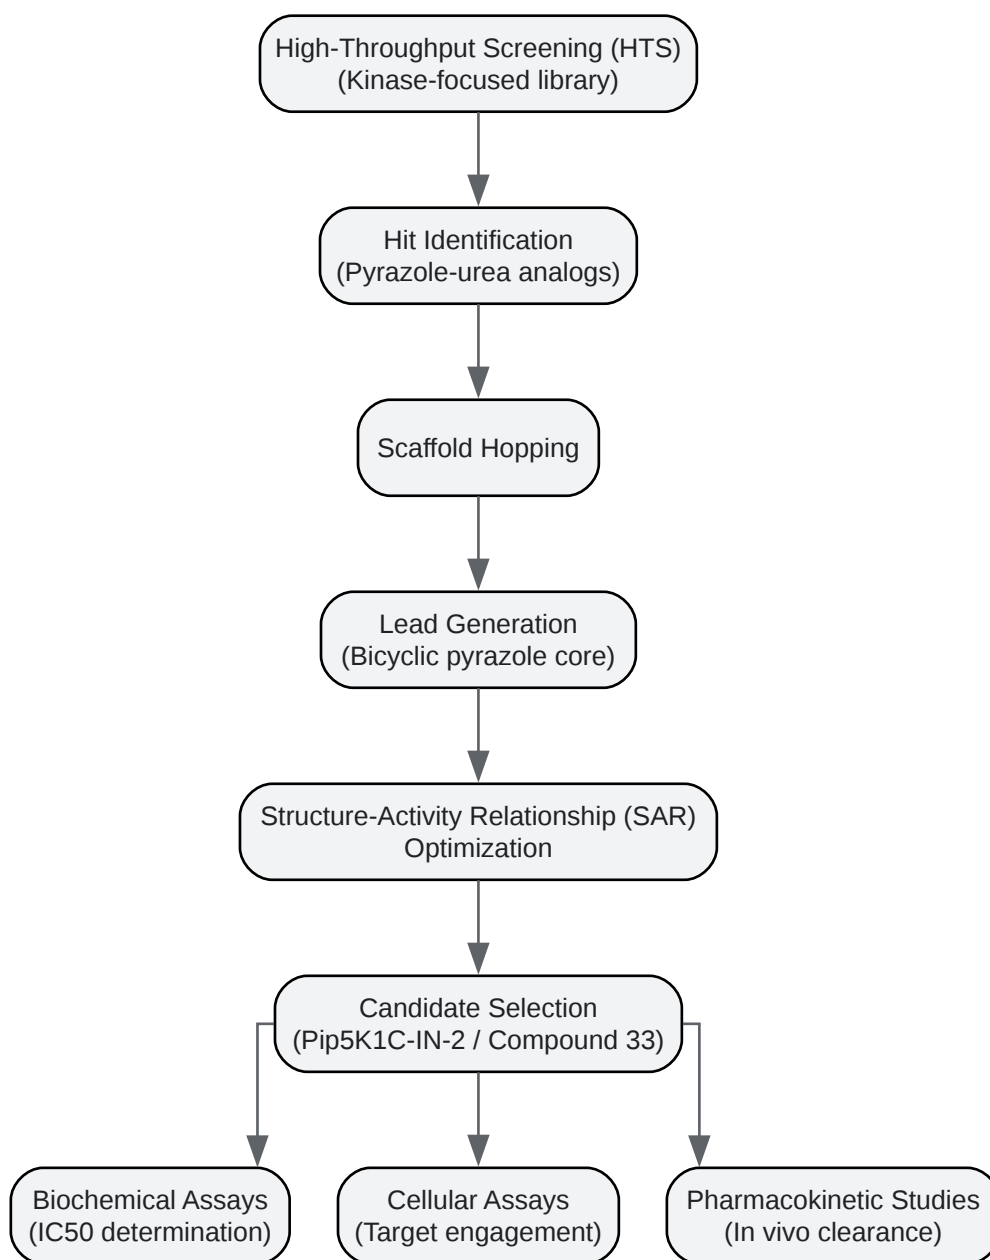 High-Throughput Screening (HTS)
(Kinase-focused library)
Hit Identification
(Pyrazole-urea analogs)
Scaffold Hopping
Lead Generation
(Bicyclic pyrazole core)
Structure-Activity Relationship (SAR)
Optimization
Candidate Selection
(Pip5K1C-IN-2 / Compound 33)
Biochemical Assays
(IC50 determination)
Cellular Assays
(Target engagement)
Pharmacokinetic Studies
(In vivo clearance)